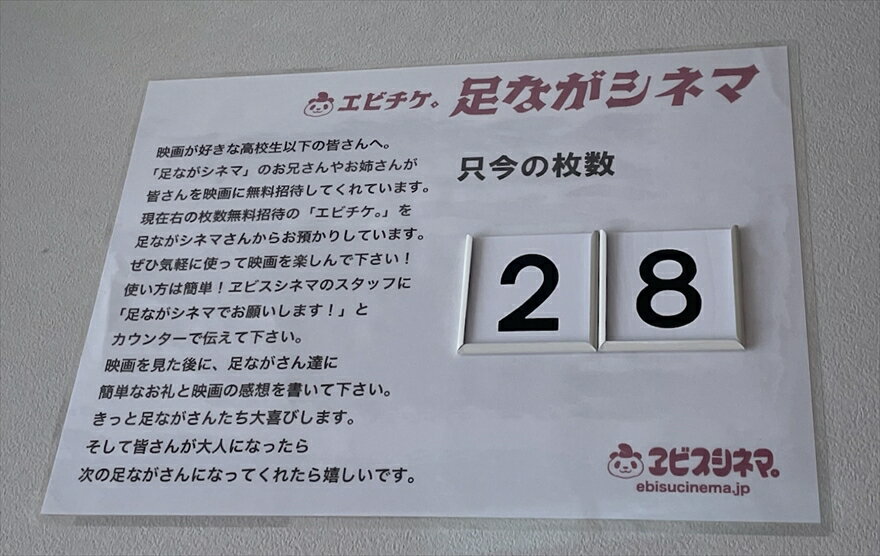 エビチケ。 足ながシネマ
映画が好きな高校生以下の皆さんへ。
「足ながシネマ」のお兄さんやお姉さんが
皆さんを映画に無料招待してくれています。
現在右の枚数無料招待の「エビチケ。」を
足ながシネマさんからお預かりしています。
ぜひ気軽に使って映画を楽しんで下さい！
使い方は簡単！ヱビスシネマのスタッフに
「足ながシネマでお願いします！」と
カウンターで伝えて下さい。
映画を見た後に、足ながさん達に
簡単なお礼と映画の感想を書いて下さい。
きっと足ながさんたち大喜びします。
そして皆さんが大人になったら
次の足ながさんになってくれたら嬉しいです。
只今の枚数
28
ヱビスシネマ。
ebisucinema.jp